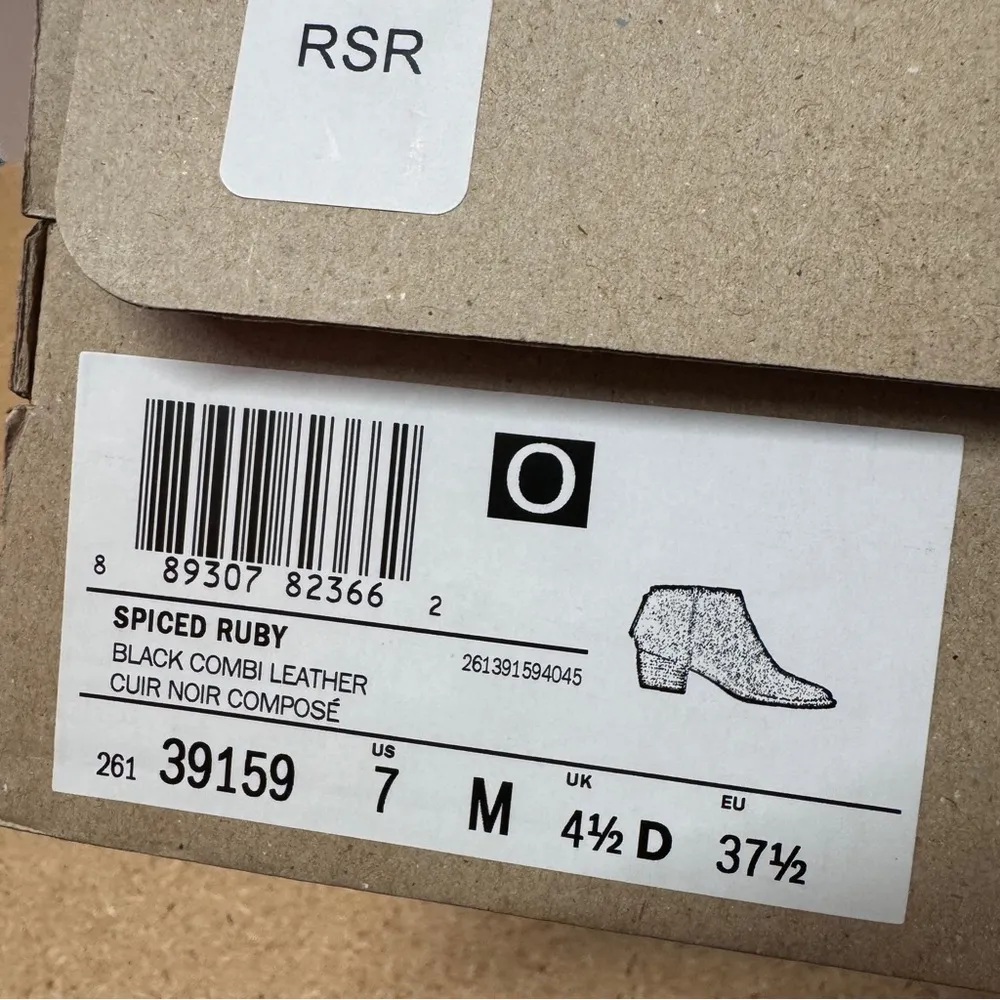 RSR
O
8 89307 82366 2
SPICED RUBY
BLACK COMBI LEATHER
CUIR NOIR COMPOSÉ
261391594045
261 39159
US
7
M
UK
4½ D
EU
37½